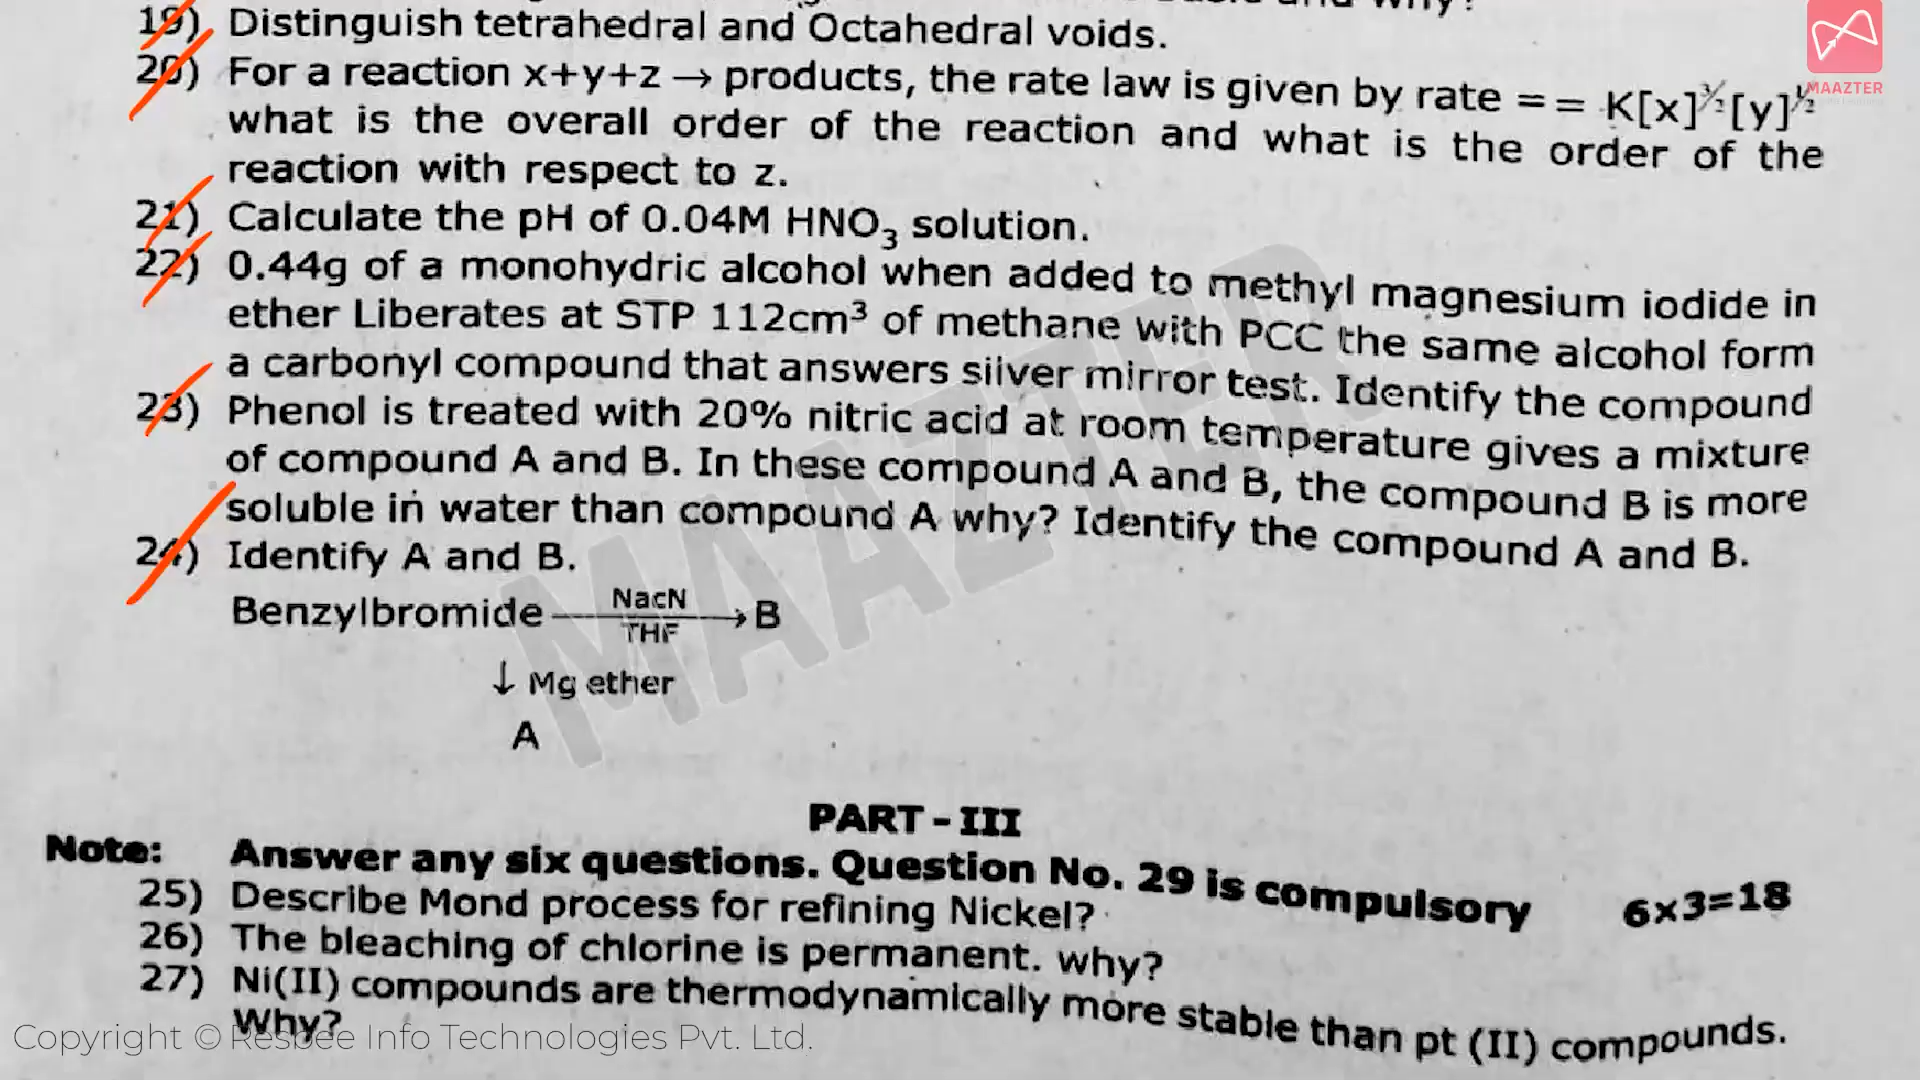 why?
19) Distinguish tetrahedral and Octahedral voids.
20) For a reaction x+y+z → products, the rate law is given by rate = = K[x]^3/2 [y]^1/2
what is the overall order of the reaction and what is the order of the
reaction with respect to z.
21) Calculate the pH of 0.04M HNO₃ solution.
22) 0.44g of a monohydric alcohol when added to methyl magnesium iodide in
ether Liberates at STP 112cm³ of methane with PCC the same alcohol form
a carbonyl compound that answers silver mirror test. Identify the compound
23) Phenol is treated with 20% nitric acid at room temperature gives a mixture
of compound A and B. In these compound A and B, the compound B is more
soluble in water than compound A why? Identify the compound A and B.
24) Identify A and B.
Benzylbromide NacN THF → B
↓ Mg ether
A
PART - III
Note: Answer any six questions. Question No. 29 is compulsory 6x3=18
25) Describe Mond process for refining Nickel?
26) The bleaching of chlorine is permanent. why?
27) Ni(II) compounds are thermodynamically more stable than pt (II) compounds.
Why?
MAAZTER
MAAZTER
Copyright © Resbee Info Technologies Pvt. Ltd.